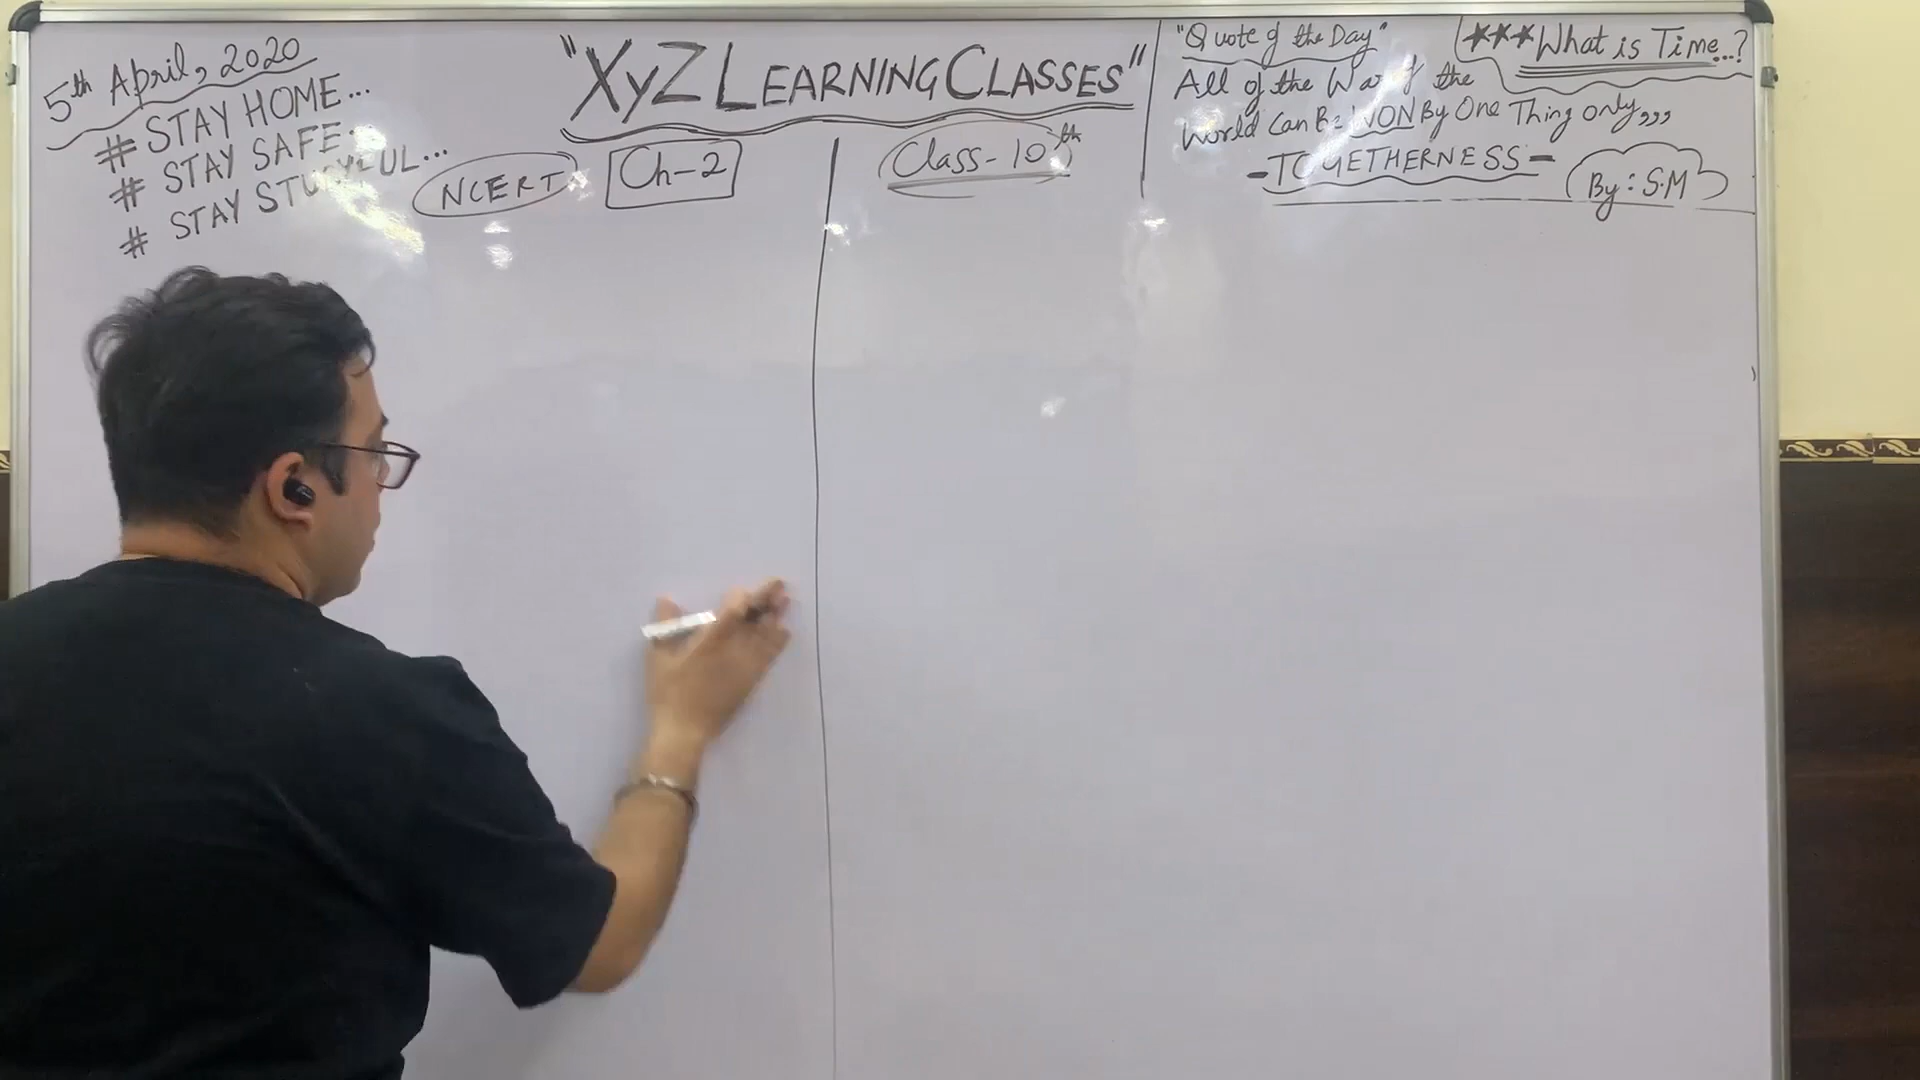 5th April, 2020
# STAY HOME...
# STAY SAFE..
# STAY STUDYFUL...
"XyZ LEARNING CLASSES"
NCERT
Ch-2
Class-10th
"Quote of the Day"
All of the War of the
World Can Be WON By One Thing only,,,
-TOGETHERNESS-
By: S.M
***What is Time...?